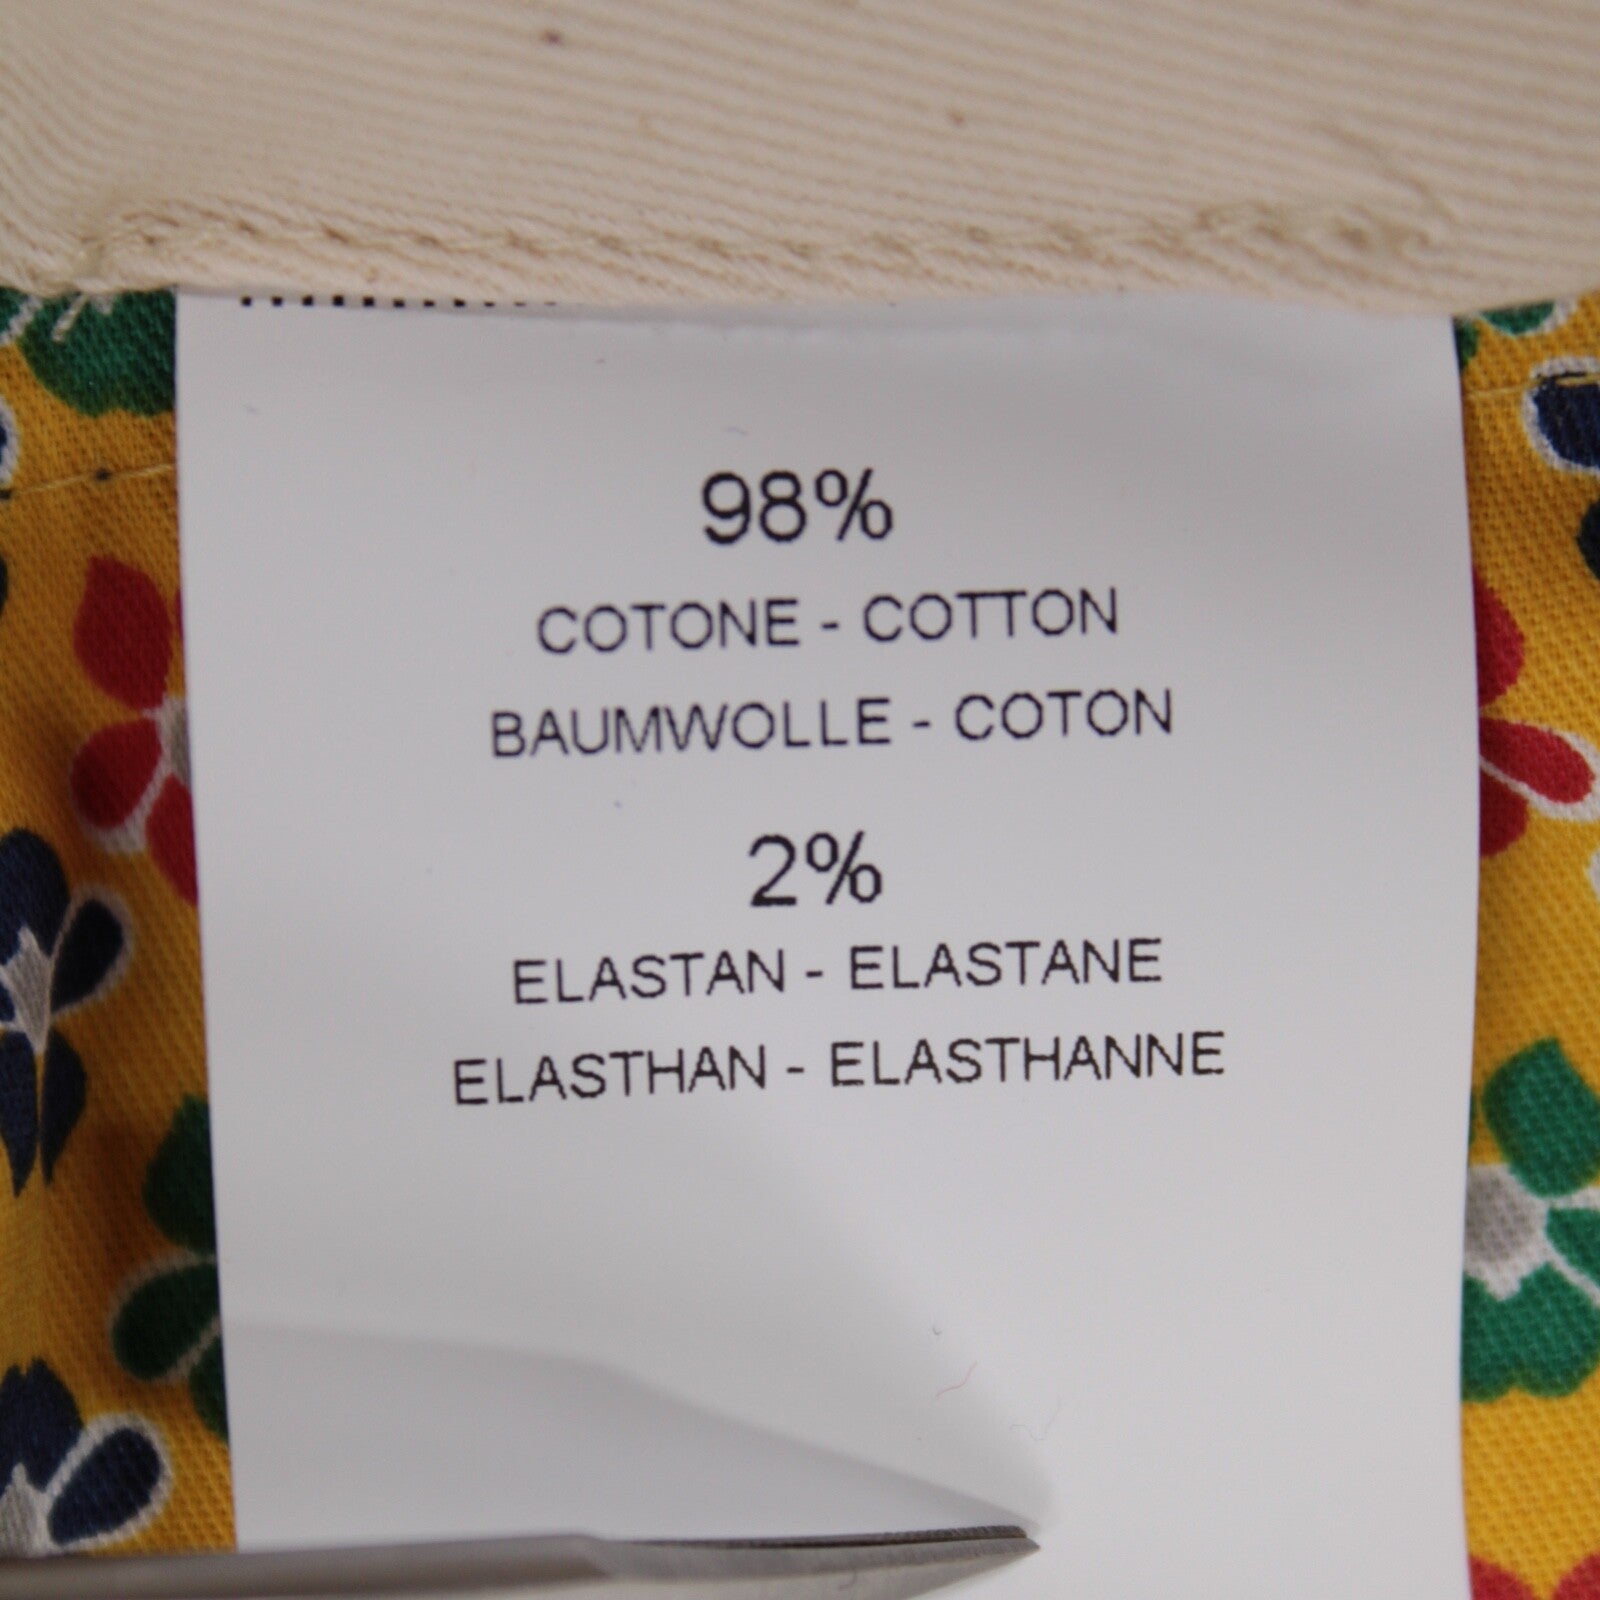 98%
COTONE - COTTON
BAUMWOLLE - COTON
2%
ELASTAN - ELASTANE
ELASTHAN - ELASTHANNE